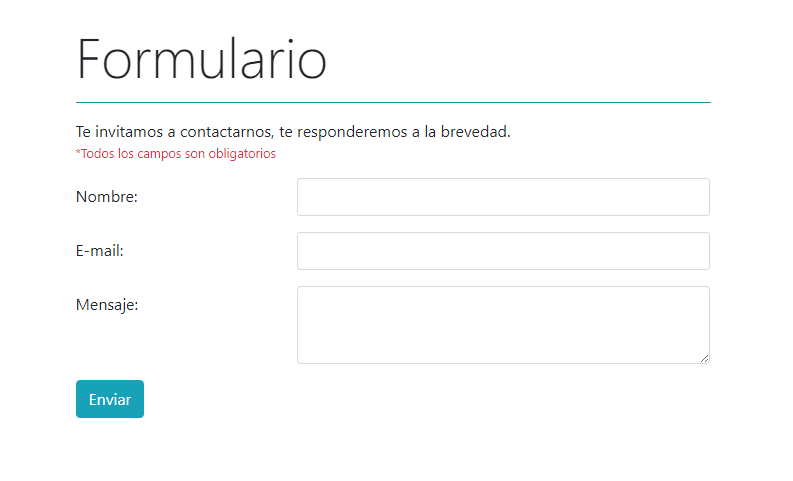 Formulario
Te invitamos a contactarnos, te responderemos a la brevedad.
*Todos los campos son obligatorios
Nombre:
E-mail:
Mensaje:
Enviar